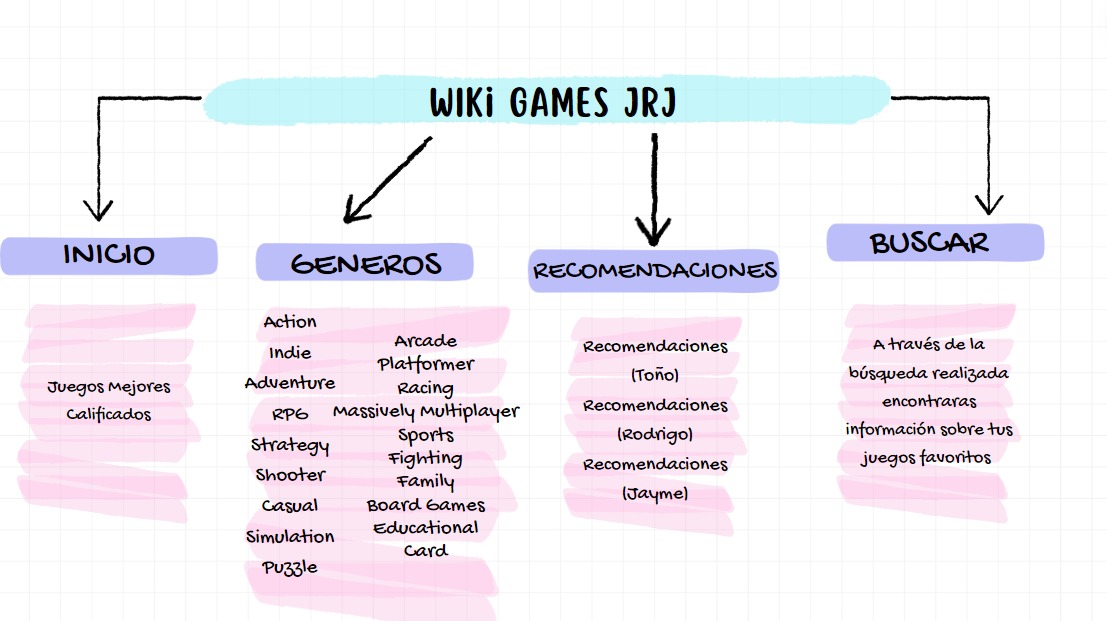 WIKi GAMES JRJ
INICIO
Juegos Mejores
Calificados
GENEROS
Action
Indie
Adventure
RPG
Strategy
Shooter
Casual
Simulation
Puzzle
Arcade
Platformer
Racing
Massively Multiplayer
Sports
Fighting
Family
Board Games
Educational
Card
RECOMENDACIONES
Recomendaciones
(Toño)
Recomendaciones
(Rodrigo)
Recomendaciones
(Jayme)
BUSCAR
A través de la
búsqueda realizada
encontraras
información sobre tus
juegos favoritos